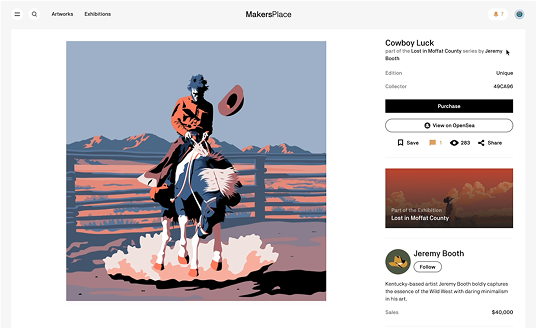 Artworks
Exhibitions
MakersPlace
7
Cowboy Luck
part of the Lost in Moffat County series by Jeremy
Booth
Edition
Unique
Collector
49CA96
Purchase
View on OpenSea
Save
1
283
Share
Part of the Exhibition
Lost in Moffat County
Jeremy Booth
Follow
Kentucky-based artist Jeremy Booth boldly captures
the essence of the Wild West with daring minimalism
in his art.
Sales
$40,000